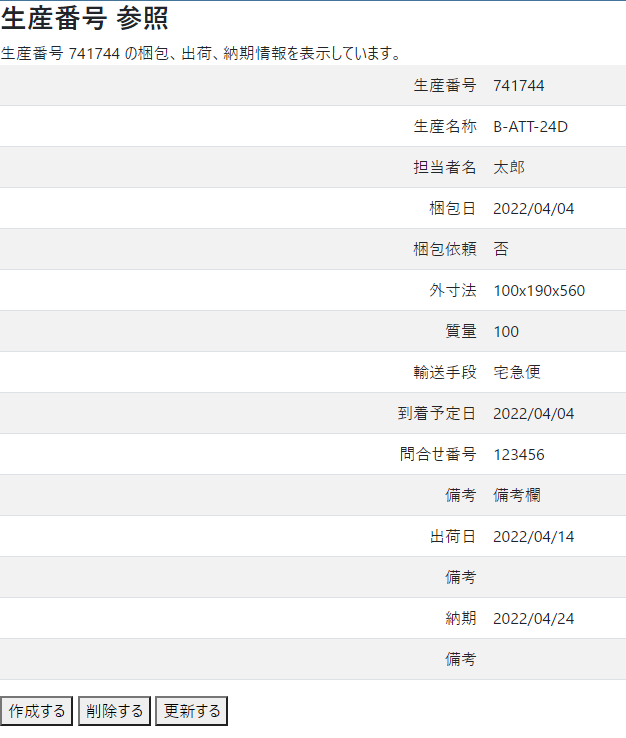 生産番号 参照
生産番号 741744 の梱包、出荷、納期情報を表示しています。
生産番号 741744
生産名称 B-ATT-24D
担当者名 太郎
梱包日 2022/04/04
梱包依頼 否
外寸法 100x190x560
質量 100
輸送手段 宅急便
到着予定日 2022/04/04
問合せ番号 123456
備考 備考欄
出荷日 2022/04/14
備考
納期 2022/04/24
備考
作成する 削除する 更新する